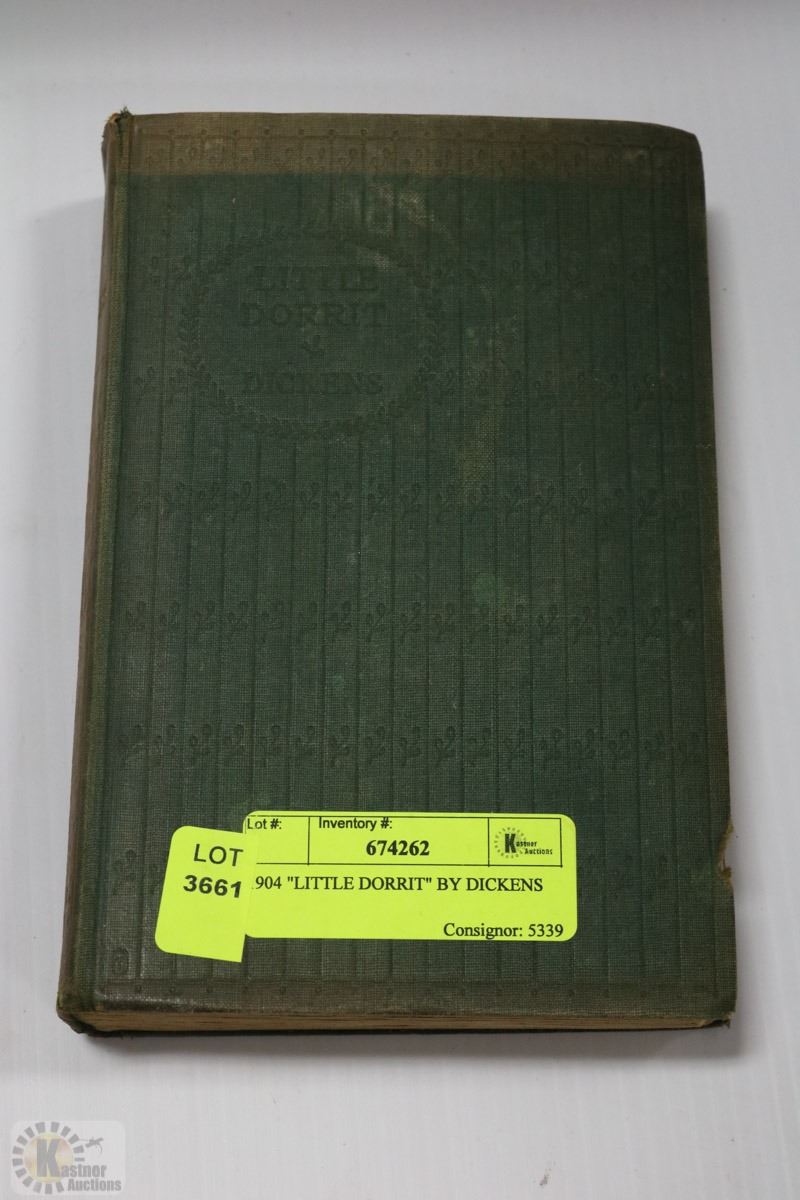 LITTLE
DORRIT
DICKENS
Lot #:
Inventory #:
674262
Kastner
Auctions
LOT
3661
904 "LITTLE DORRIT" BY DICKENS
Consignor: 5339
Kastner
Auctions